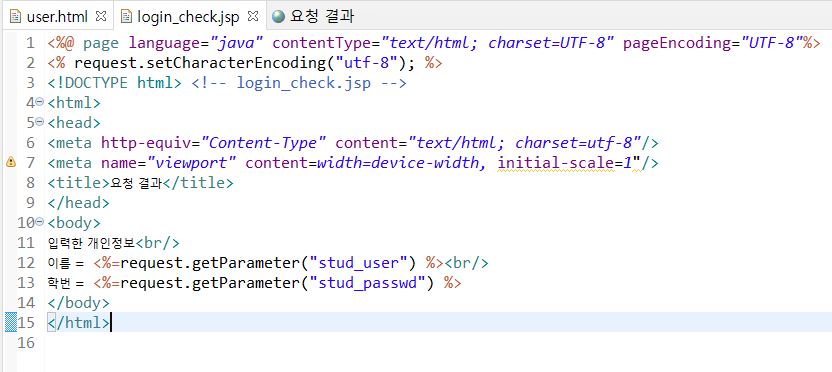 user.html login_check.jsp 요청 결과
1 <%@ page language="java" contentType="text/html; charset=UTF-8" pageEncoding="UTF-8"%>
2 <% request.setCharacterEncoding("utf-8"); %>
3 <!DOCTYPE html> <!-- login_check.jsp -->
4 <html>
5 <head>
6 <meta http-equiv="Content-Type" content="text/html; charset=utf-8"/>
7 <meta name="viewport" content=width=device-width, initial-scale=1"/>
8 <title>요청 결과</title>
9 </head>
10 <body>
11 입력한 개인정보<br/>
12 이름 = <%=request.getParameter("stud_user") %><br/>
13 학번 = <%=request.getParameter("stud_passwd") %>
14 </body>
15 </html>
16